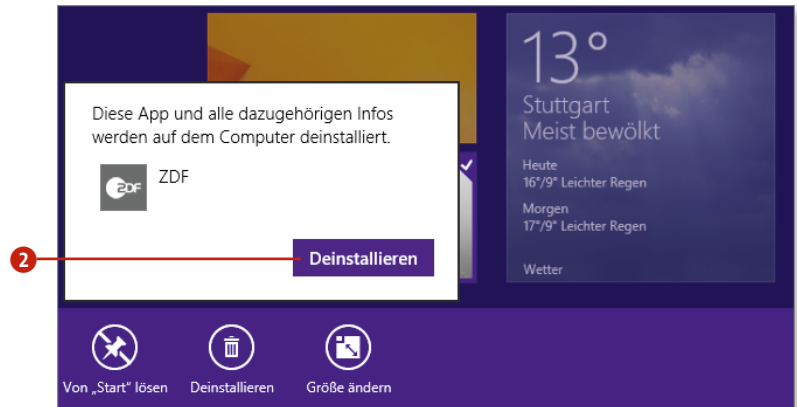 13°
Stuttgart
Meist bewölkt
Heute
16°/9° Leichter Regen
Morgen
17°/9° Leichter Regen
Wetter
Diese App und alle dazugehörigen Infos
werden auf dem Computer deinstalliert.
ZDF
ZDF
Deinstallieren
2
Von „Start“ lösen
Deinstallieren
Größe ändern